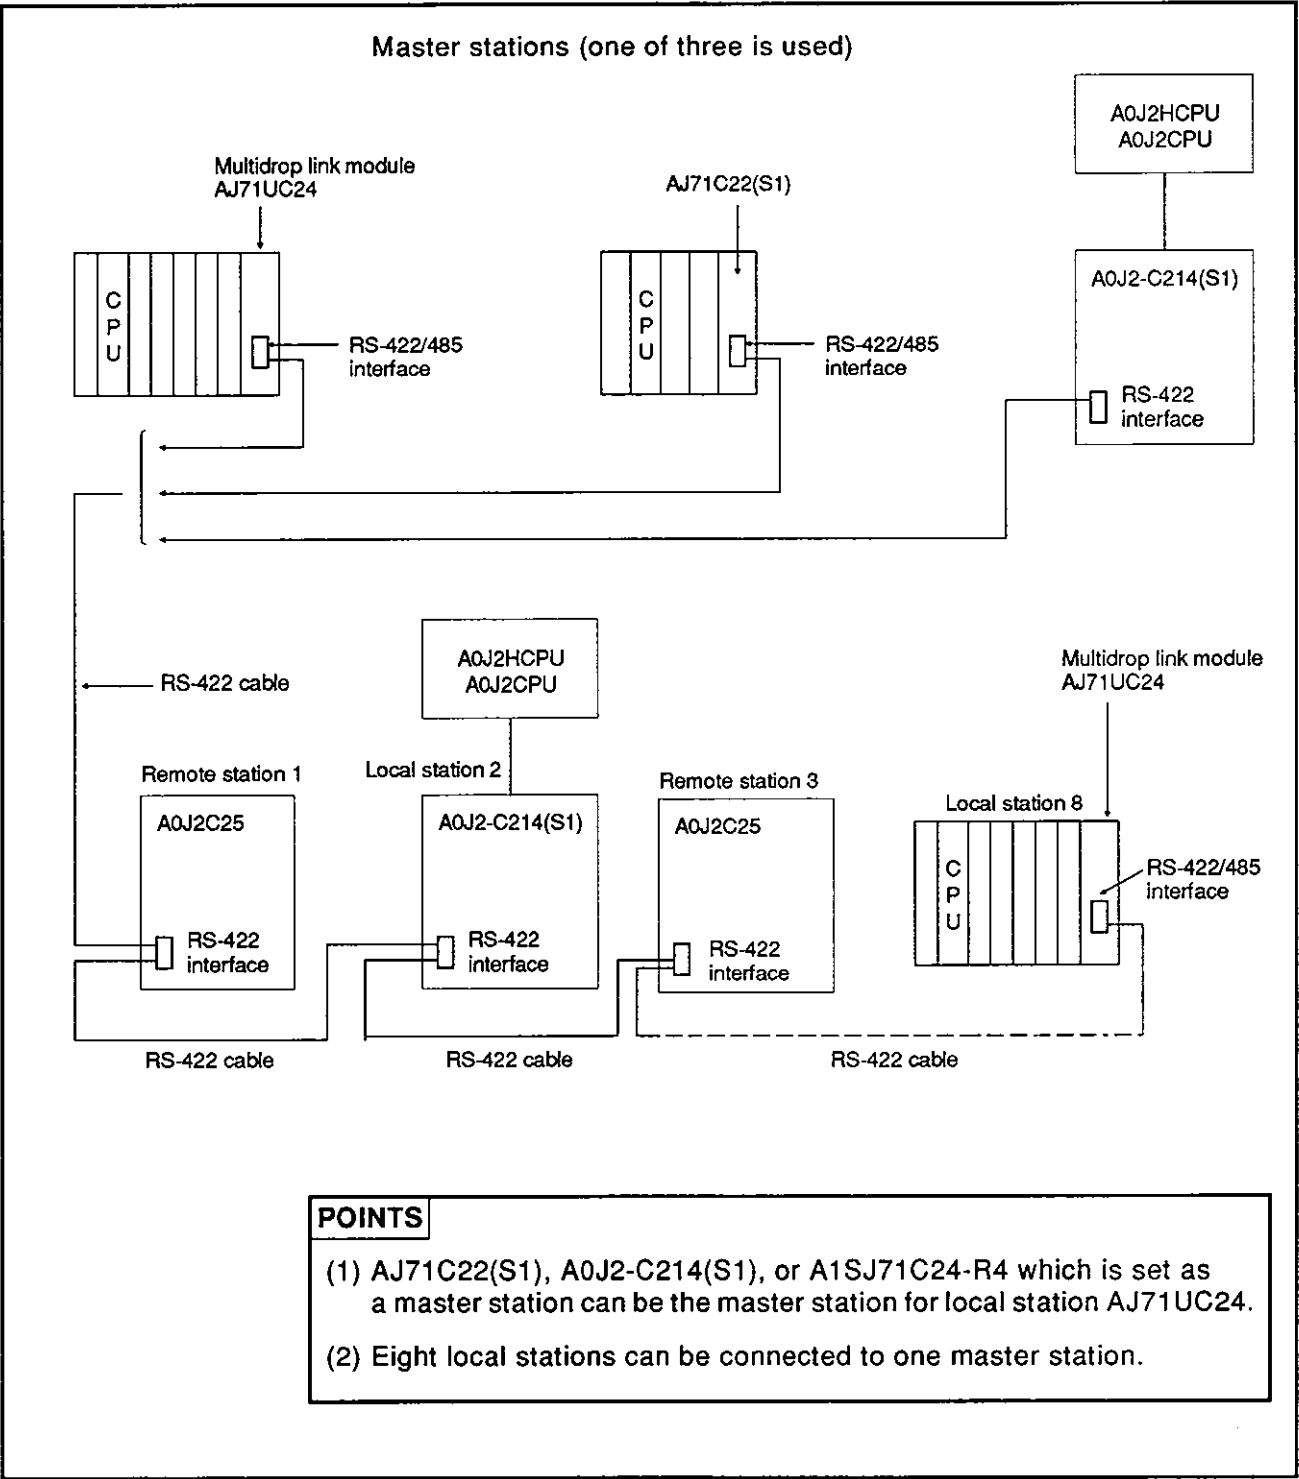 Master stations (one of three is used)
A0J2HCPU
A0J2CPU
Multidrop link module
AJ71UC24
AJ71C22(S1)
A0J2-C214(S1)
C
P
U
RS-422/485
interface
C
P
U
RS-422/485
interface
RS-422
interface
A0J2HCPU
A0J2CPU
Multidrop link module
AJ71UC24
RS-422 cable
Remote station 1
Local station 2
Remote station 3
Local station 8
A0J2C25
A0J2-C214(S1)
A0J2C25
C
P
U
RS-422/485
interface
RS-422
interface
RS-422
interface
RS-422
interface
RS-422 cable
RS-422 cable
RS-422 cable
POINTS
(1) AJ71C22(S1), A0J2-C214(S1), or A1SJ71C24-R4 which is set as
a master station can be the master station for local station AJ71UC24.
(2) Eight local stations can be connected to one master station.